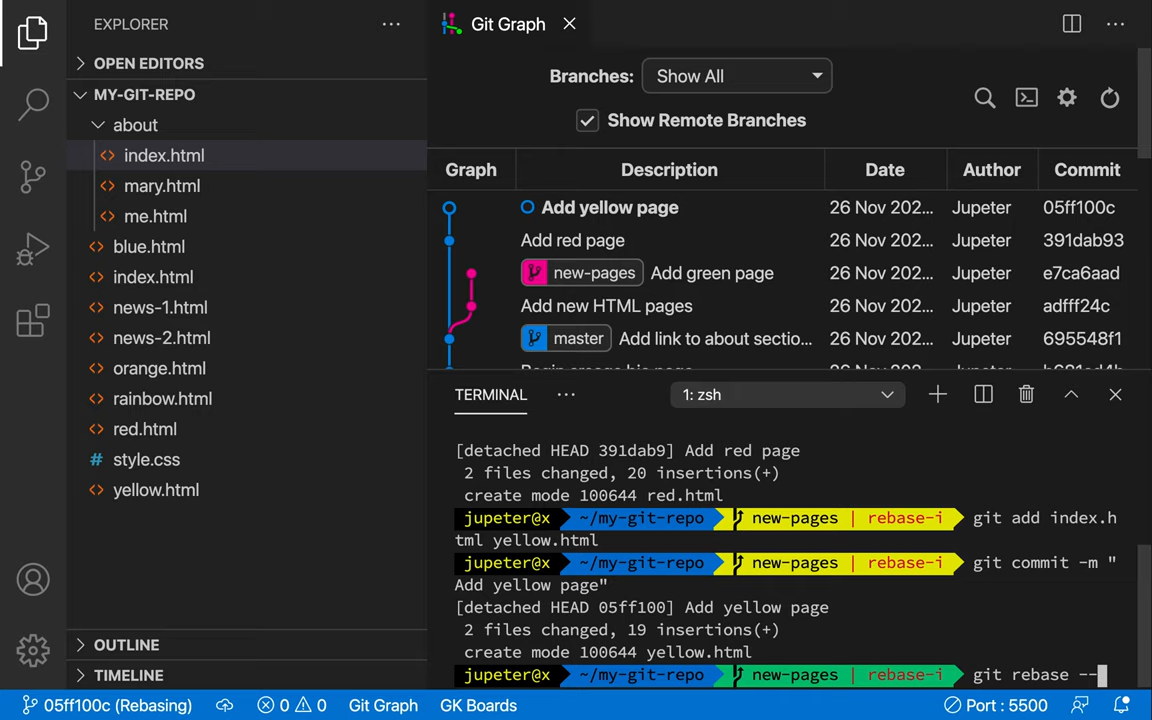 EXPLORER
OPEN EDITORS
MY-GIT-REPO
about
index.html
mary.html
me.html
blue.html
index.html
news-1.html
news-2.html
orange.html
rainbow.html
red.html
# style.css
yellow.html
OUTLINE
TIMELINE
Git Graph
Branches: Show All
Show Remote Branches
Graph Description Date Author Commit
Add yellow page 26 Nov 202... Jupeter 05ff100c
Add red page 26 Nov 202... Jupeter 391dab93
new-pages Add green page 26 Nov 202... Jupeter e7ca6aad
Add new HTML pages 26 Nov 202... Jupeter adfff24c
master Add link to about sectio... 26 Nov 202... Jupeter 695548f1
TERMINAL 1: zsh
[detached HEAD 391dab9] Add red page
2 files changed, 20 insertions(+)
create mode 100644 red.html
jupeter@x ~/my-git-repo new-pages | rebase-i git add index.h
tml yellow.html
jupeter@x ~/my-git-repo new-pages | rebase-i git commit -m "
Add yellow page"
[detached HEAD 05ff100] Add yellow page
2 files changed, 19 insertions(+)
create mode 100644 yellow.html
jupeter@x ~/my-git-repo new-pages | rebase-i git rebase --
05ff100c (Rebasing) 0 0 Git Graph GK Boards Port : 5500